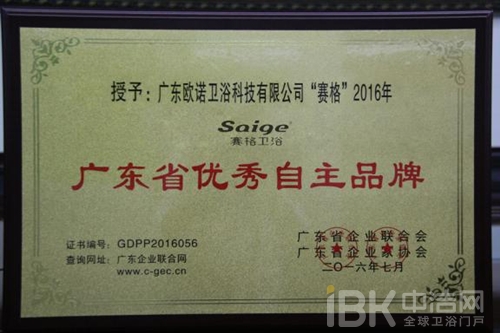 授予：广东欧诺卫浴科技有限公司“赛格”2016年
Saige®
赛格卫浴
广东省优秀自主品牌
证书编号：GDPP2016056
查询网址：广东企业联合网
www.c-gec.cn
广东省企业联合会
广东省企业家协会
二〇一六年七月
iBK中洁网
全球卫浴门户